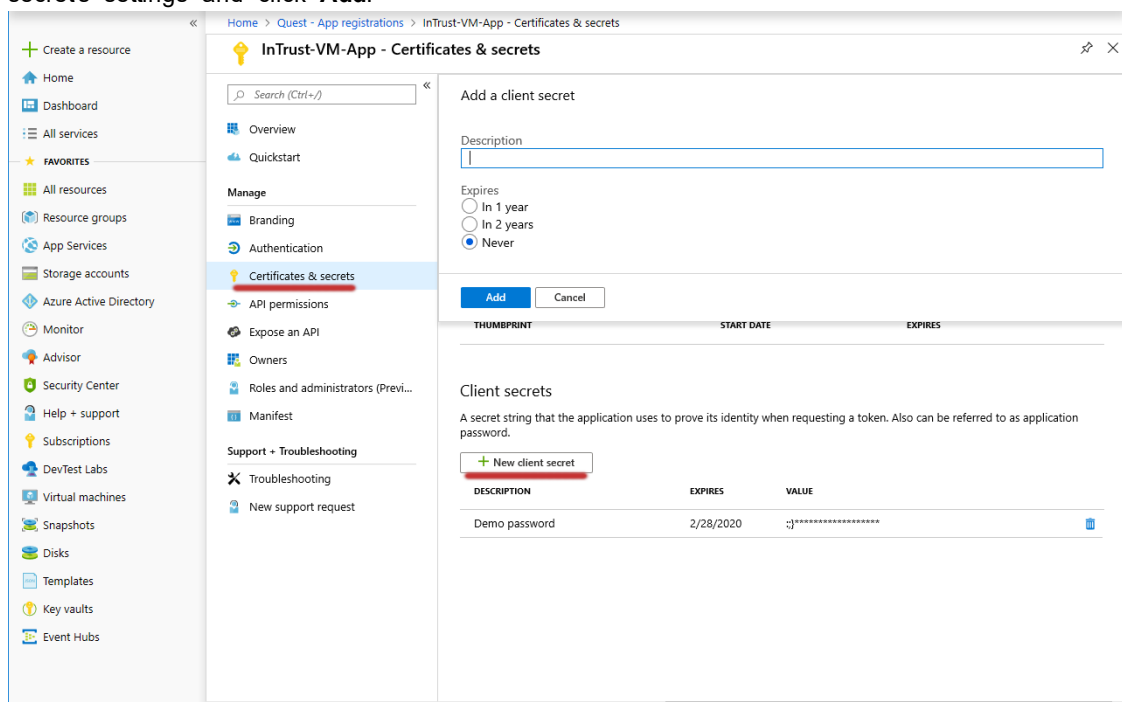 secret's settings and click Add.
«
Home > Quest - App registrations > InTrust-VM-App - Certificates & secrets
InTrust-VM-App - Certificates & secrets
Create a resource
Home
Dashboard
All services
FAVORITES
All resources
Resource groups
App Services
Storage accounts
Azure Active Directory
Monitor
Advisor
Security Center
Help + support
Subscriptions
DevTest Labs
Virtual machines
Snapshots
Disks
Templates
Key vaults
Event Hubs
Search (Ctrl+/)
«
Overview
Quickstart
Manage
Branding
Authentication
Certificates & secrets
API permissions
Expose an API
Owners
Roles and administrators (Previ...
Manifest
Support + Troubleshooting
Troubleshooting
New support request
Add a client secret
Description
Expires
In 1 year
In 2 years
Never
Add Cancel
THUMBPRINT START DATE EXPIRES
Client secrets
A secret string that the application uses to prove its identity when requesting a token. Also can be referred to as application
password.
+ New client secret
DESCRIPTION EXPIRES VALUE
Demo password 2/28/2020 :;}******************